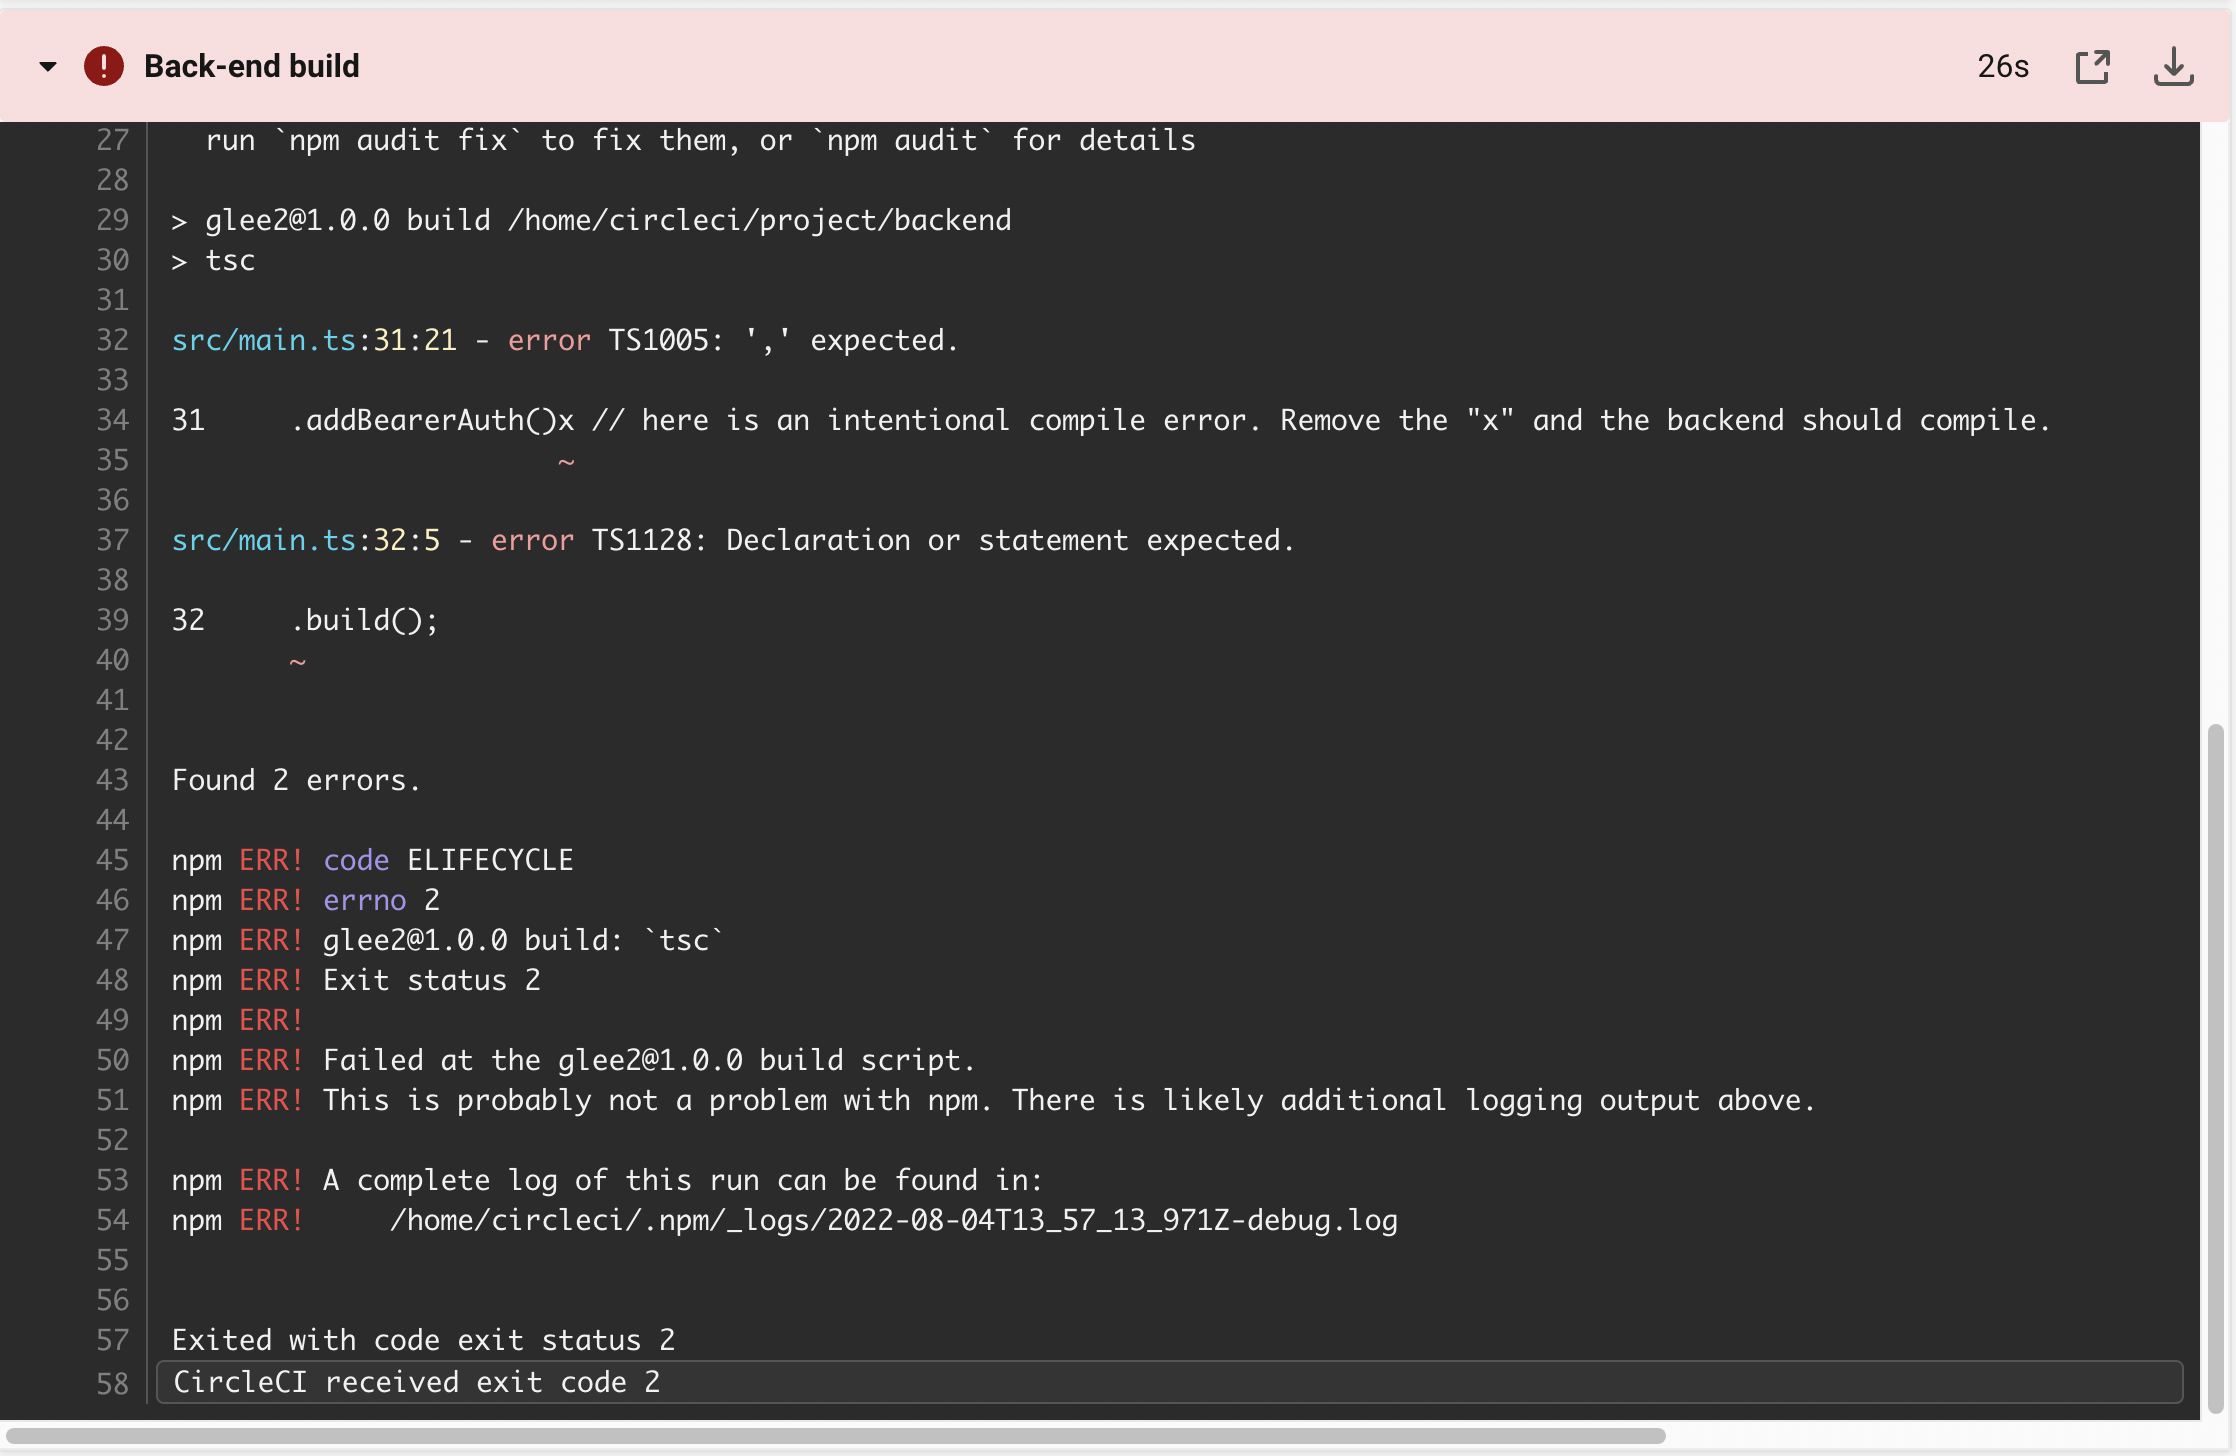 Back-end build 26s
27 run `npm audit fix` to fix them, or `npm audit` for details
28
29 > glee2@1.0.0 build /home/circleci/project/backend
30 > tsc
31
32 src/main.ts:31:21 - error TS1005: ',' expected.
33
34 31     .addBearerAuth()x // here is an intentional compile error. Remove the "x" and the backend should compile.
35                        ~
36
37 src/main.ts:32:5 - error TS1128: Declaration or statement expected.
38
39 32     .build();
40        ~
41
42
43 Found 2 errors.
44
45 npm ERR! code ELIFECYCLE
46 npm ERR! errno 2
47 npm ERR! glee2@1.0.0 build: `tsc`
48 npm ERR! Exit status 2
49 npm ERR!
50 npm ERR! Failed at the glee2@1.0.0 build script.
51 npm ERR! This is probably not a problem with npm. There is likely additional logging output above.
52
53 npm ERR! A complete log of this run can be found in:
54 npm ERR!     /home/circleci/.npm/_logs/2022-08-04T13_57_13_971Z-debug.log
55
56
57 Exited with code exit status 2
58 CircleCI received exit code 2